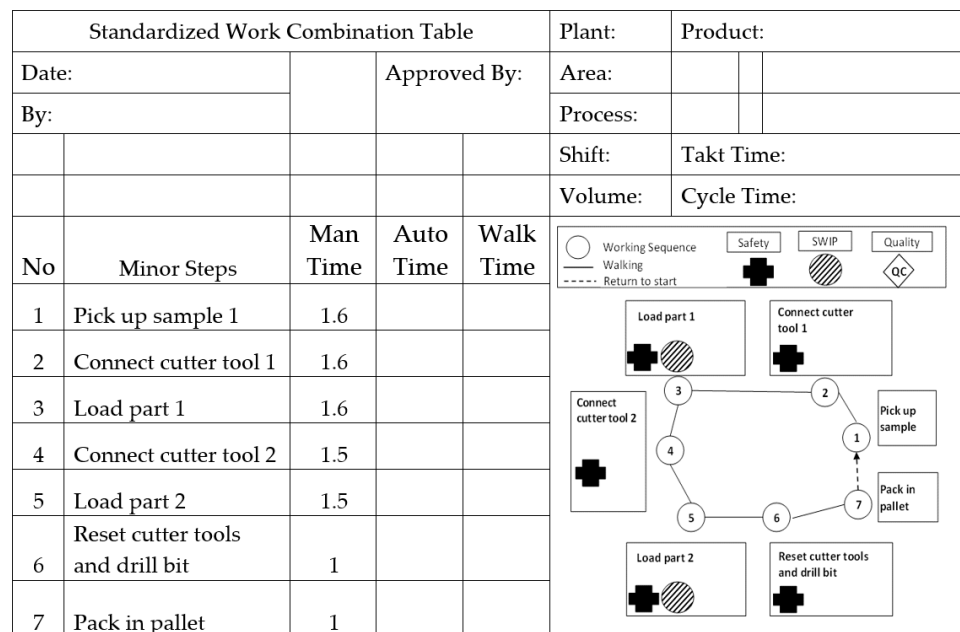 Standardized Work Combination Table
Plant:
Product:
Date:
Approved By:
Area:
By:
Process:
Shift:
Takt Time:
Volume:
Cycle Time:
No
Minor Steps
Man
Time
Auto
Time
Walk
Time
1 Pick up sample 1 1.6
2 Connect cutter tool 1 1.6
3 Load part 1 1.6
4 Connect cutter tool 2 1.5
5 Load part 2 1.5
Reset cutter tools
6 and drill bit 1
7 Pack in pallet 1
Working Sequence
Walking
Return to start
Safety
SWIP
Quality
QC
Load part 1
Connect cutter
tool 1
3
2
Connect
cutter tool 2
Pick up
sample
1
4
Pack in
pallet
7
5
6
Load part 2
Reset cutter tools
and drill bit